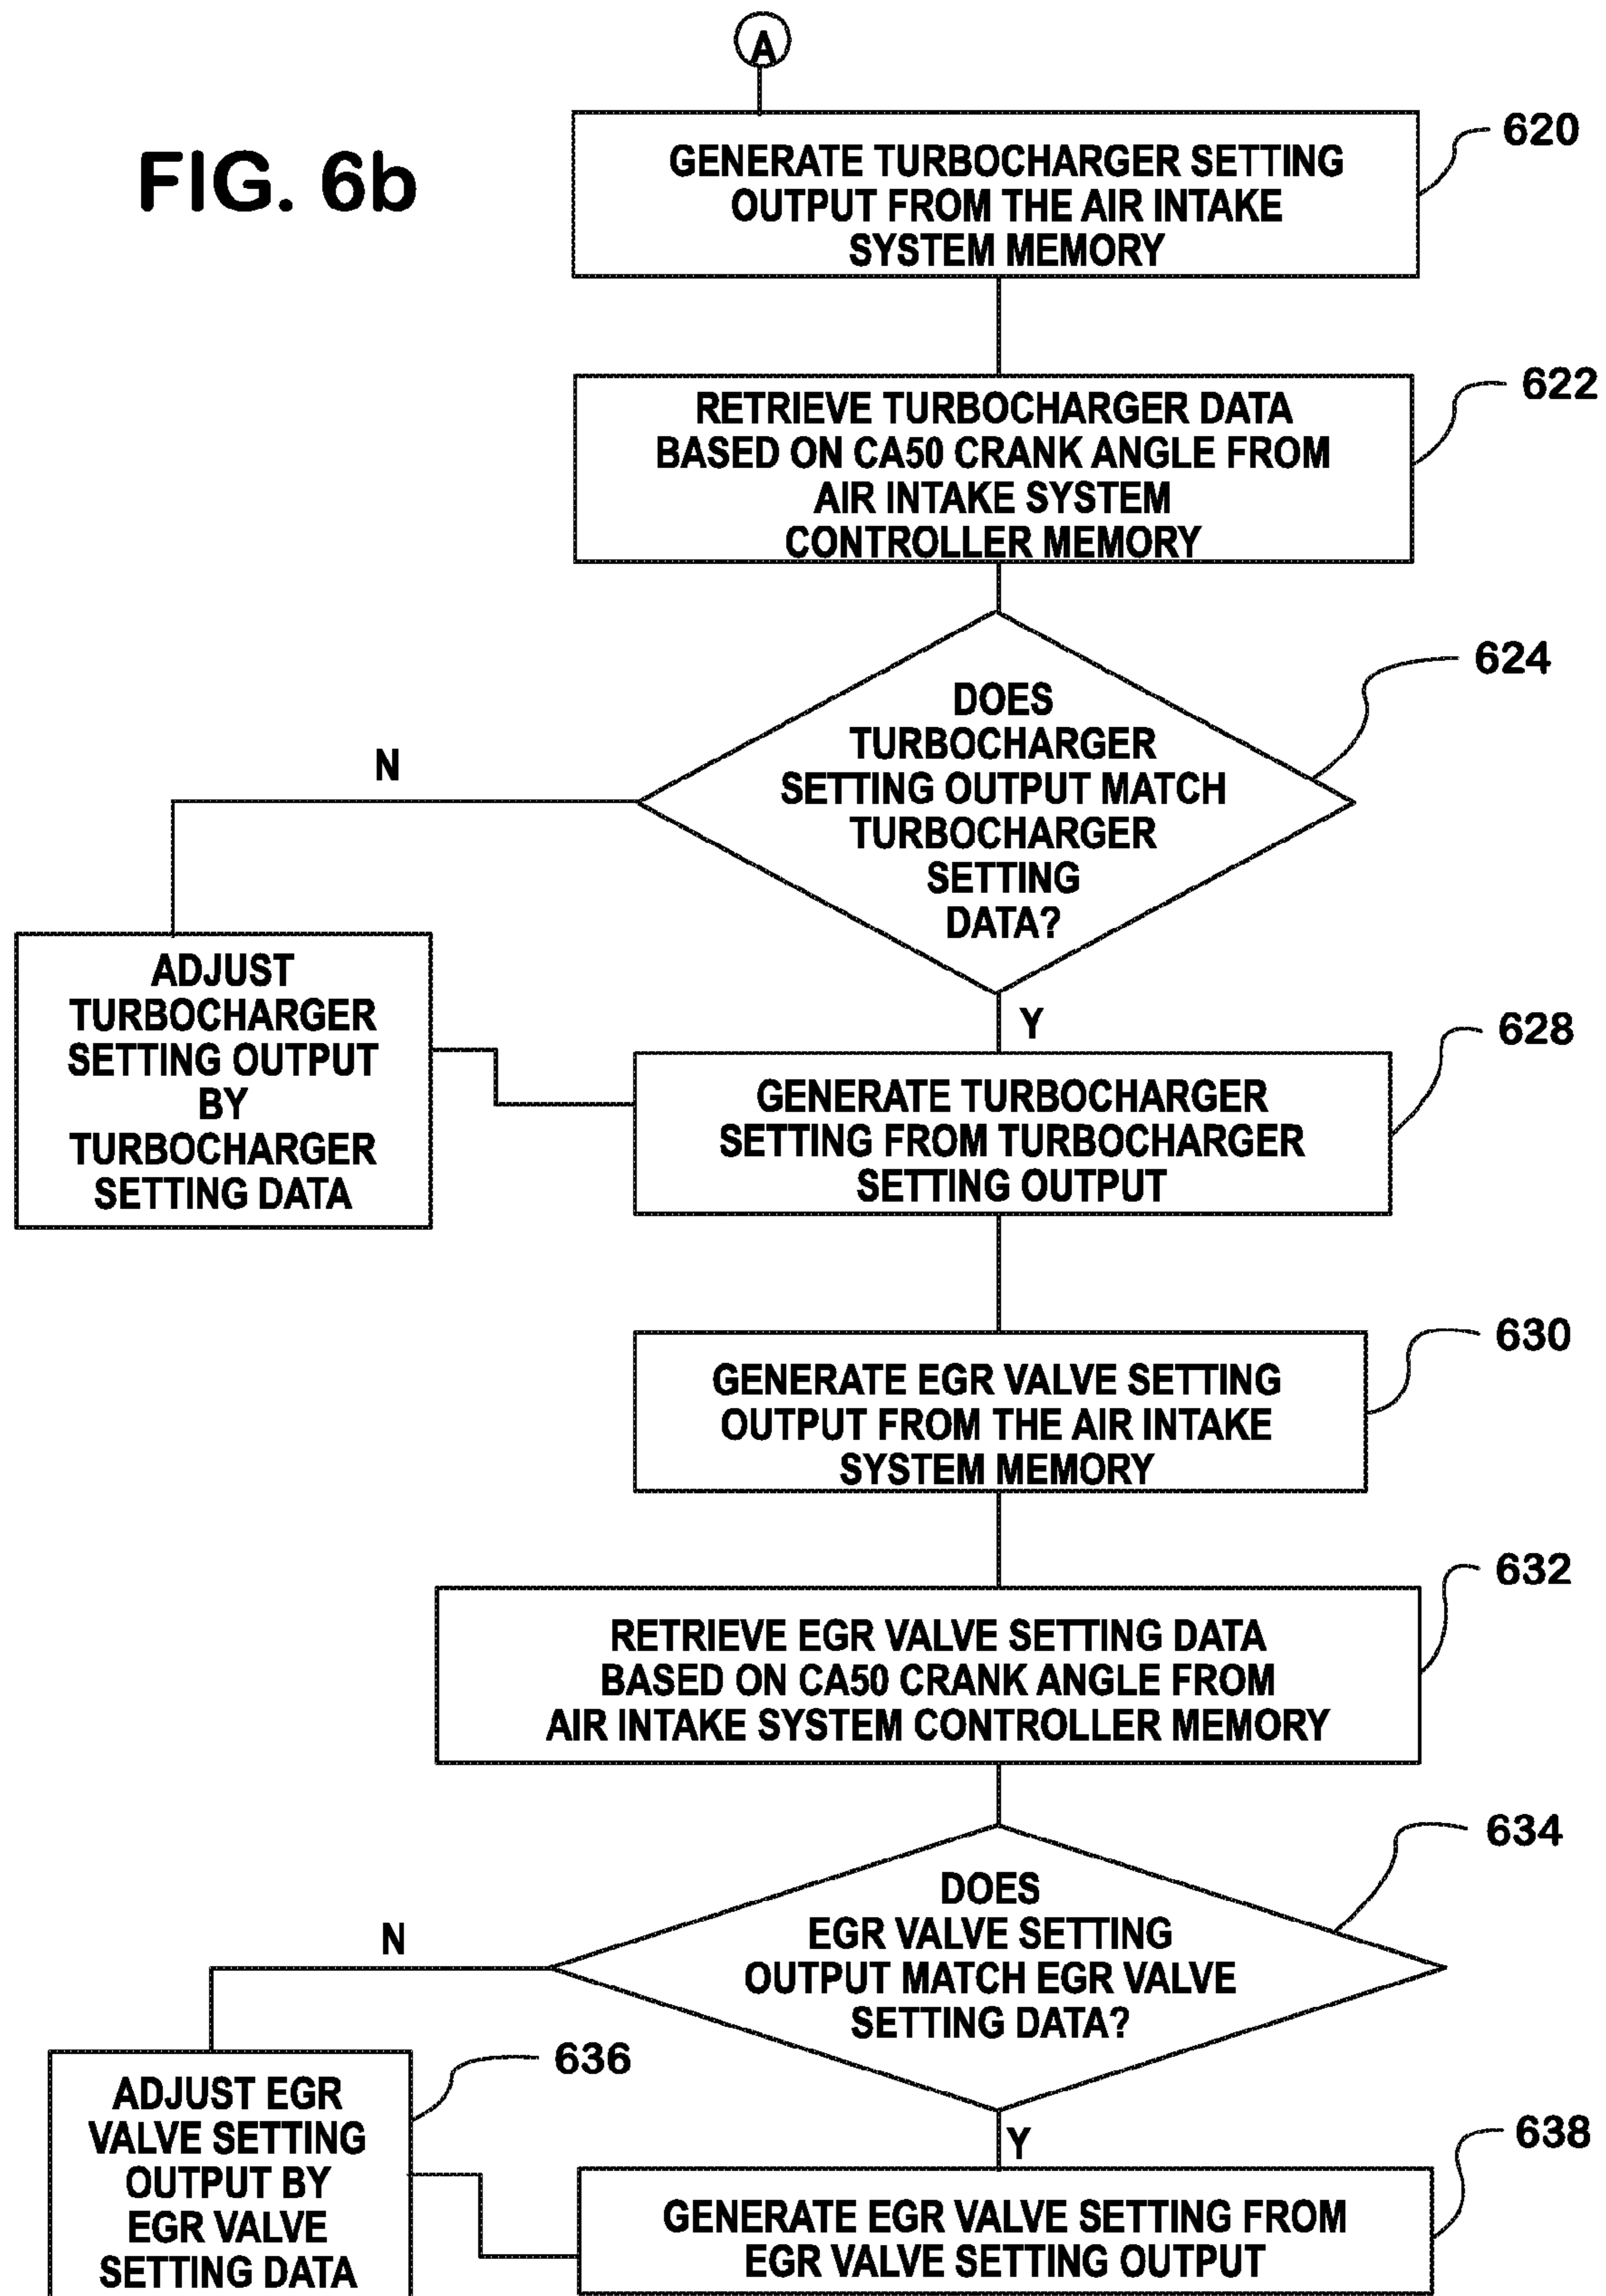 A
FIG. 6b
GENERATE TURBOCHARGER SETTING
OUTPUT FROM THE AIR INTAKE
SYSTEM MEMORY
620
RETRIEVE TURBOCHARGER DATA
BASED ON CA50 CRANK ANGLE FROM
AIR INTAKE SYSTEM
CONTROLLER MEMORY
622
DOES
TURBOCHARGER
SETTING OUTPUT MATCH
TURBOCHARGER
SETTING
DATA?
624
N
ADJUST
TURBOCHARGER
SETTING OUTPUT
BY
TURBOCHARGER
SETTING DATA
Y
GENERATE TURBOCHARGER
SETTING FROM TURBOCHARGER
SETTING OUTPUT
628
GENERATE EGR VALVE SETTING
OUTPUT FROM THE AIR INTAKE
SYSTEM MEMORY
630
RETRIEVE EGR VALVE SETTING DATA
BASED ON CA50 CRANK ANGLE FROM
AIR INTAKE SYSTEM CONTROLLER MEMORY
632
DOES
EGR VALVE SETTING
OUTPUT MATCH EGR VALVE
SETTING DATA?
634
N
ADJUST EGR
VALVE SETTING
OUTPUT BY
EGR VALVE
SETTING DATA
636
Y
GENERATE EGR VALVE SETTING FROM
EGR VALVE SETTING OUTPUT
638